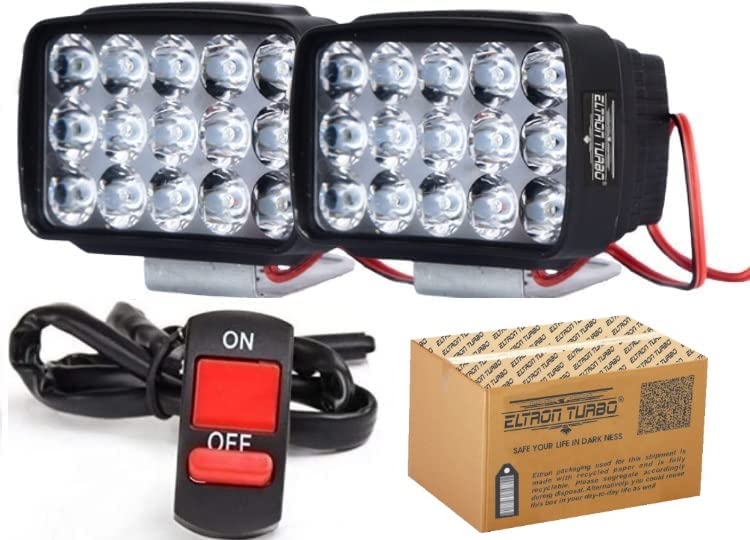 ELTRON TURBO®
ON
OFF
ELTRON TURBO
ELTRON TURBO®
SAFE YOUR LIFE IN DARK NESS
Eltron packaging used for this shipment is
made with recycled paper and is fully
recyclable. Please segregate accordingly
during disposal. Alternatively, you could reuse
this box in your day-to-day life as well